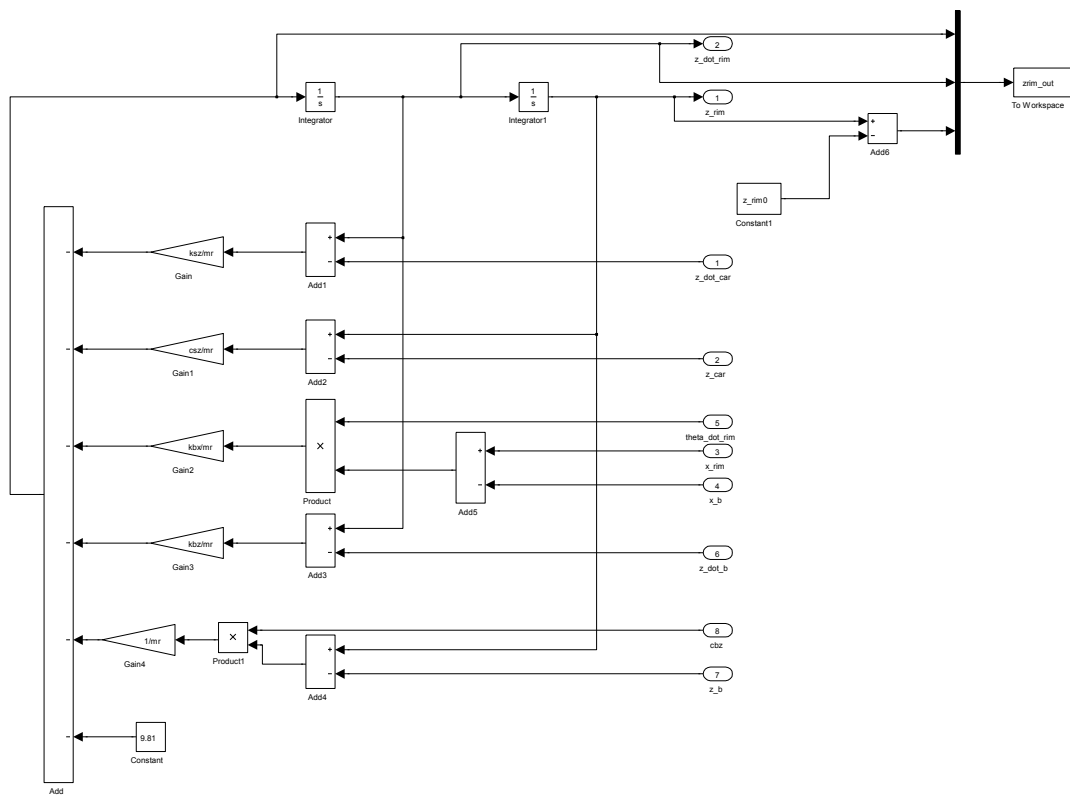 2
z_dot_rim
1
s
Integrator
1
s
Integrator1
1
z_rim
zrim_out
To Workspace
+
−
Add6
z_rim0
Constant1
−
ksz/mr
Gain
+
−
Add1
1
z_dot_car
−
csz/mr
Gain1
+
−
Add2
2
z_car
−
kbx/mr
Gain2
×
Product
5
theta_dot_rim
+
−
Add5
3
x_rim
4
x_b
−
kbz/mr
Gain3
+
−
Add3
6
z_dot_b
−
1/mr
Gain4
×
Product1
8
cbz
+
−
Add4
7
z_b
−
9.81
Constant
Add